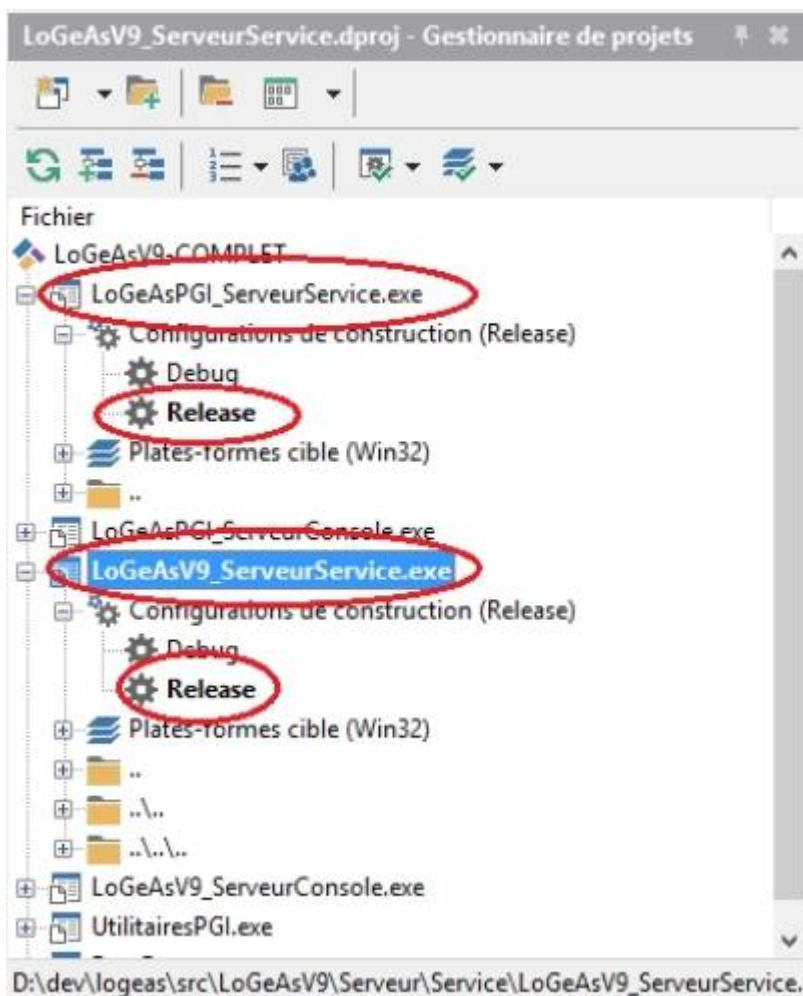 LoGeAsV9_ServeurService.dproj - Gestionnaire de projets
Fichier
LoGeAsV9-COMPLET
LoGeAsPGI_ServeurService.exe
Configurations de construction (Release)
Debug
Release
Plates-formes cible (Win32)
..
LoGeAsPGI_ServeurConsole.exe
LoGeAsV9_ServeurService.exe
Configurations de construction (Release)
Debug
Release
Plates-formes cible (Win32)
..
..\..
..\..\..
LoGeAsV9_ServeurConsole.exe
UtilitairesPGI.exe
D:\dev\logeas\src\LoGeAsV9\Serveur\Service\LoGeAsV9_ServeurService.